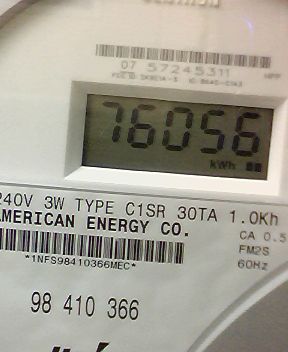 07 57245311
76056
kWh
240V 3W TYPE C1SR 30TA 1.0Kh
AMERICAN ENERGY CO.
CA 0.5
FM2S
60Hz
*1NFS98410366MEC*
98 410 366